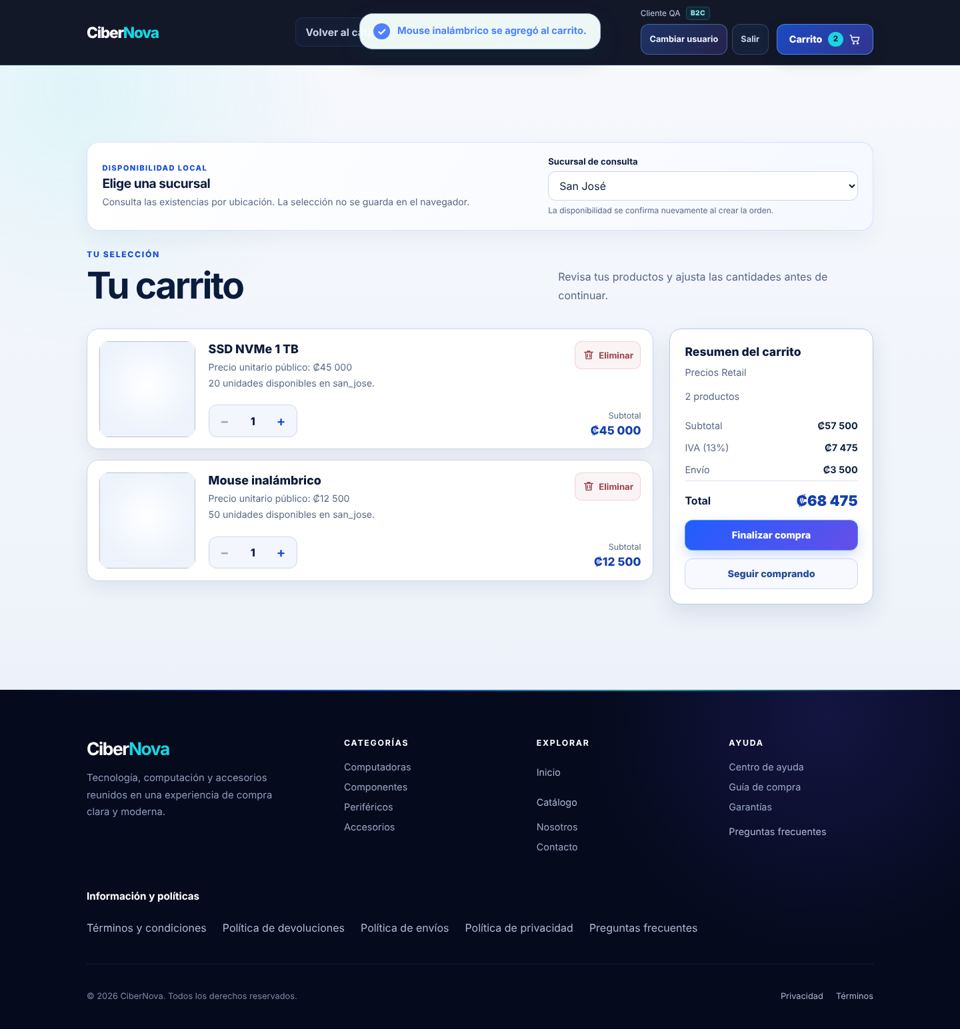 CiberNova
Volver al ca
Mouse inalámbrico se agregó al carrito.
Cliente QA B2C
Cambiar usuario
Salir
Carrito 2
DISPONIBILIDAD LOCAL
Elige una sucursal
Consulta las existencias por ubicación. La selección no se guarda en el navegador.
Sucursal de consulta
San José
La disponibilidad se confirma nuevamente al crear la orden.
TU SELECCIÓN
Tu carrito
Revisa tus productos y ajusta las cantidades antes de
continuar.
SSD NVMe 1 TB
Precio unitario público: ₡45 000
20 unidades disponibles en san_jose.
Eliminar
− 1 +
Subtotal
₡45 000
Mouse inalámbrico
Precio unitario público: ₡12 500
50 unidades disponibles en san_jose.
Eliminar
− 1 +
Subtotal
₡12 500
Resumen del carrito
Precios Retail
2 productos
Subtotal ₡57 500
IVA (13%) ₡7 475
Envío ₡3 500
Total ₡68 475
Finalizar compra
Seguir comprando
CiberNova
Tecnología, computación y accesorios
reunidos en una experiencia de compra
clara y moderna.
CATEGORÍAS
Computadoras
Componentes
Periféricos
Accesorios
EXPLORAR
Inicio
Catálogo
Nosotros
Contacto
AYUDA
Centro de ayuda
Guía de compra
Garantías
Preguntas frecuentes
Información y políticas
Términos y condiciones Política de devoluciones Política de envíos Política de privacidad Preguntas frecuentes
© 2026 CiberNova. Todos los derechos reservados.
Privacidad Términos